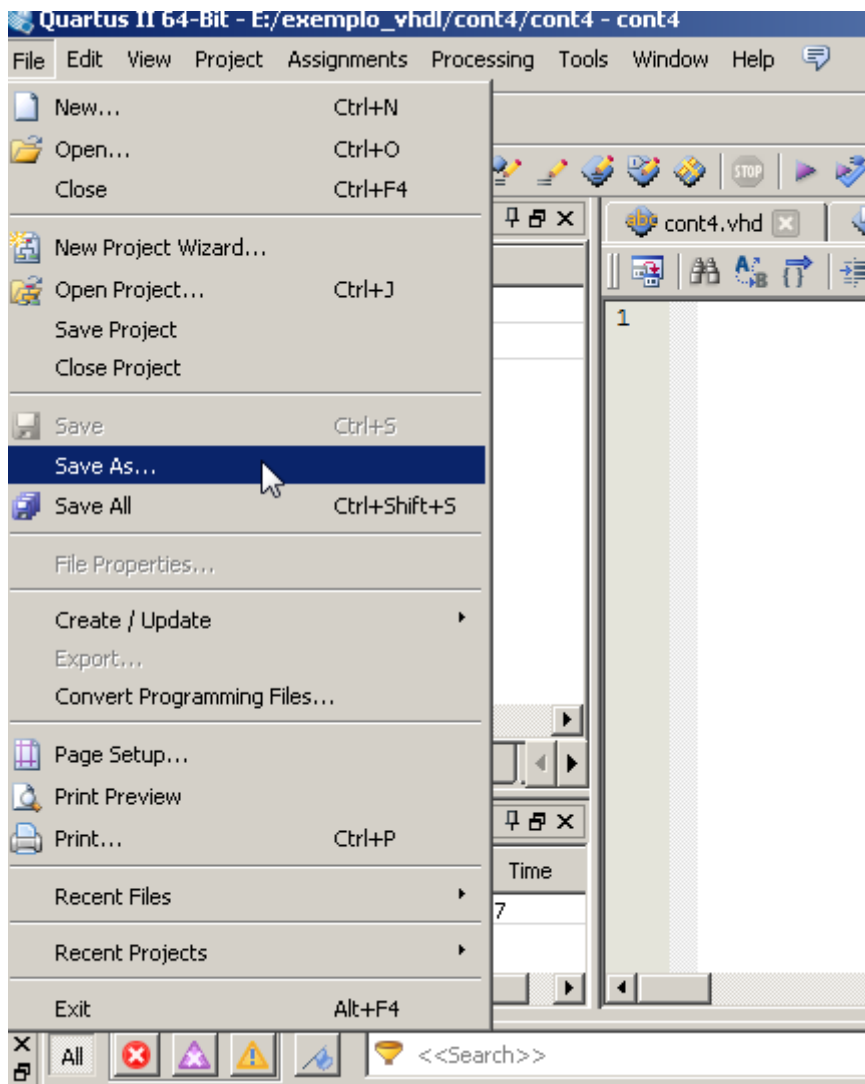 Quartus II 64-Bit - E:/exemplo_vhdl/cont4/cont4 - cont4
File Edit View Project Assignments Processing Tools Window Help
New... Ctrl+N
Open... Ctrl+O
Close Ctrl+F4
New Project Wizard...
Open Project... Ctrl+J
Save Project
Close Project
Save Ctrl+S
Save As...
Save All Ctrl+Shift+S
File Properties...
Create / Update
Export...
Convert Programming Files...
Page Setup...
Print Preview
Print... Ctrl+P
Recent Files
Recent Projects
Exit Alt+F4
STOP
abc cont4.vhd
A B
1
Time
7
All <<Search>>